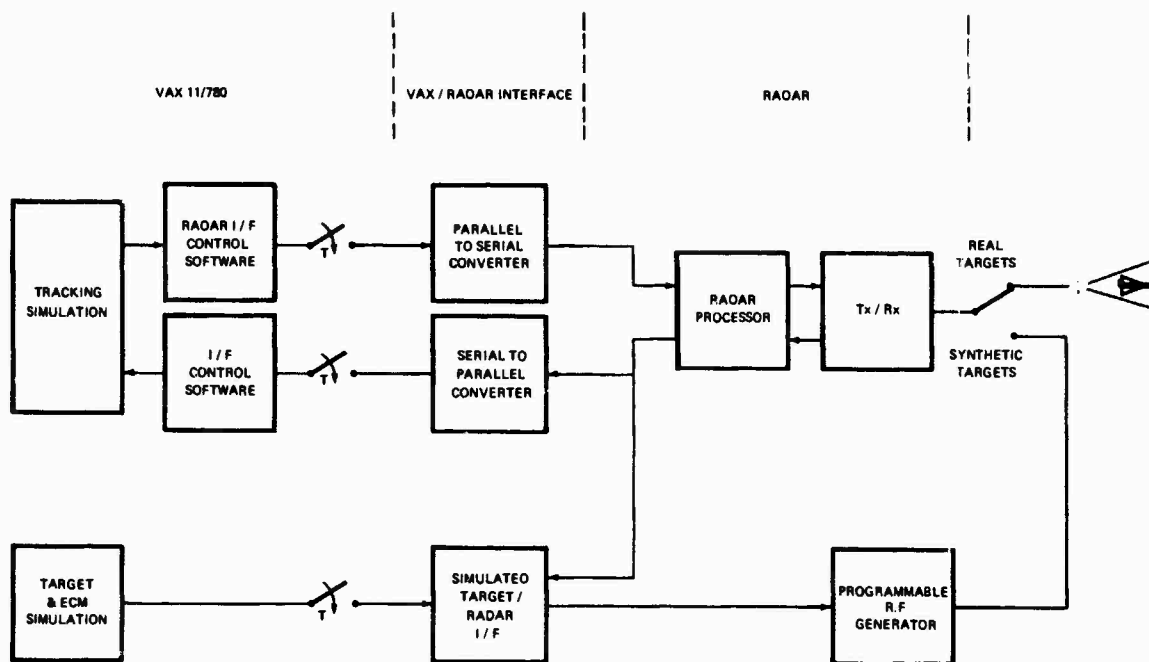 VAX 11/780
VAX / RADAR INTERFACE
RADAR
RADAR I / F
CONTROL
SOFTWARE
T
PARALLEL
TO SERIAL
CONVERTER
REAL
TARGETS
TRACKING
SIMULATION
RADAR
PROCESSOR
Tx / Rx
I / F
CONTROL
SOFTWARE
T
SERIAL TO
PARALLEL
CONVERTER
SYNTHETIC
TARGETS
TARGET
& ECM
SIMULATION
T
SIMULATED
TARGET /
RADAR
I / F
PROGRAMMABLE
R.F
GENERATOR